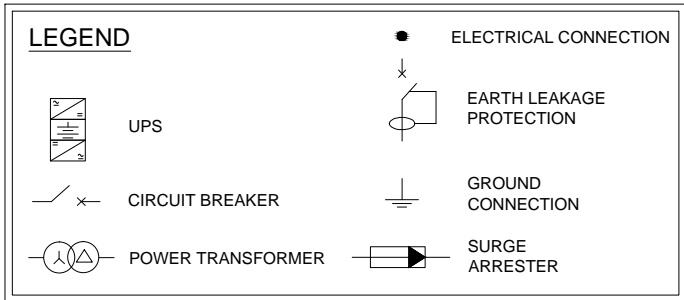 LEGEND
ELECTRICAL CONNECTION
UPS
EARTH LEAKAGE
PROTECTION
CIRCUIT BREAKER
GROUND
CONNECTION
POWER TRANSFORMER
SURGE
ARRESTER